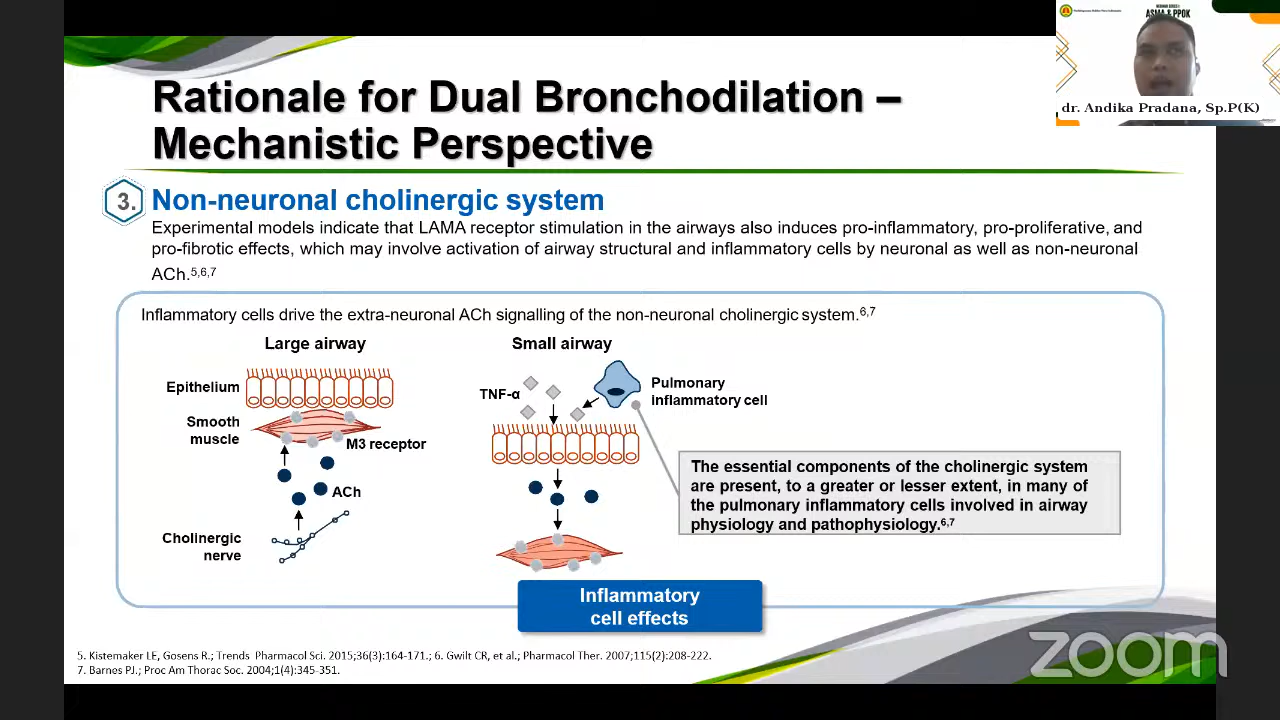 Rationale for Dual Bronchodilation –
Mechanistic Perspective
ASMA & PPOK
dr. Andika Pradana, Sp.P(K)
3. Non-neuronal cholinergic system
Experimental models indicate that LAMA receptor stimulation in the airways also induces pro-inflammatory, pro-proliferative, and
pro-fibrotic effects, which may involve activation of airway structural and inflammatory cells by neuronal as well as non-neuronal
ACh.5,6,7
Inflammatory cells drive the extra-neuronal ACh signalling of the non-neuronal cholinergic system.6,7
Large airway
Epithelium
Smooth
muscle
M3 receptor
ACh
Cholinergic
nerve
Small airway
TNF-α
Pulmonary
inflammatory cell
The essential components of the cholinergic system
are present, to a greater or lesser extent, in many of
the pulmonary inflammatory cells involved in airway
physiology and pathophysiology.6,7
Inflammatory
cell effects
5. Kistemaker LE, Gosens R.; Trends Pharmacol Sci. 2015;36(3):164-171.; 6. Gwilt CR, et al.; Pharmacol Ther. 2007;115(2):208-222.
7. Barnes PJ.; Proc Am Thorac Soc. 2004;1(4):345-351.
zoom